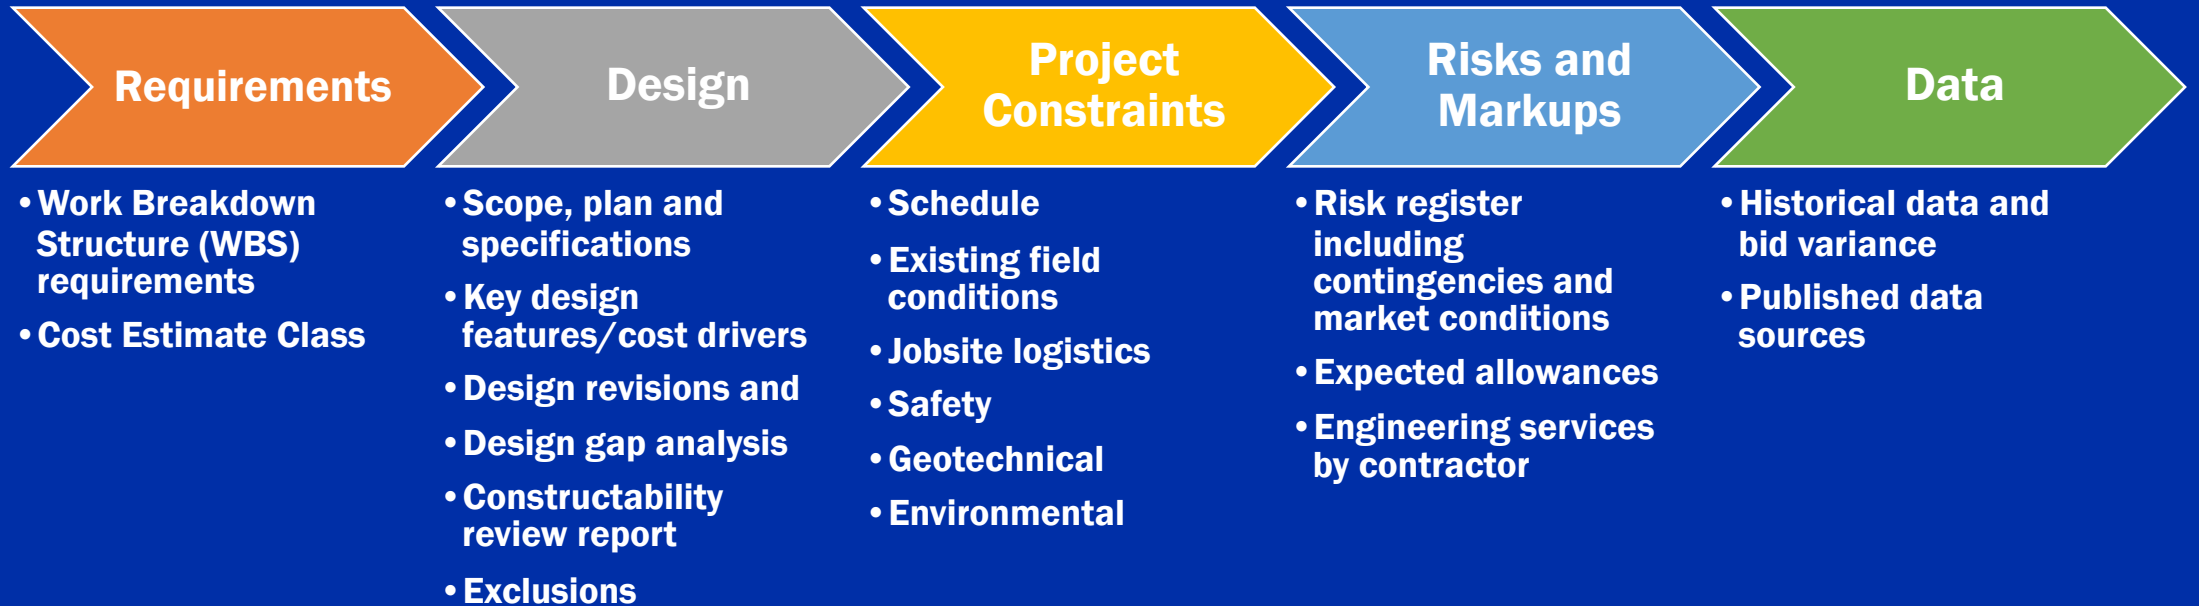 Requirements
• Work Breakdown
Structure (WBS)
requirements
• Cost Estimate Class
Design
• Scope, plan and
specifications
• Key design
features/cost drivers
• Design revisions and
• Design gap analysis
• Constructability
review report
• Exclusions
Project
Constraints
• Schedule
• Existing field
conditions
• Jobsite logistics
• Safety
• Geotechnical
• Environmental
Risks and
Markups
• Risk register
including
contingencies and
market conditions
• Expected allowances
• Engineering services
by contractor
Data
• Historical data and
bid variance
• Published data
sources